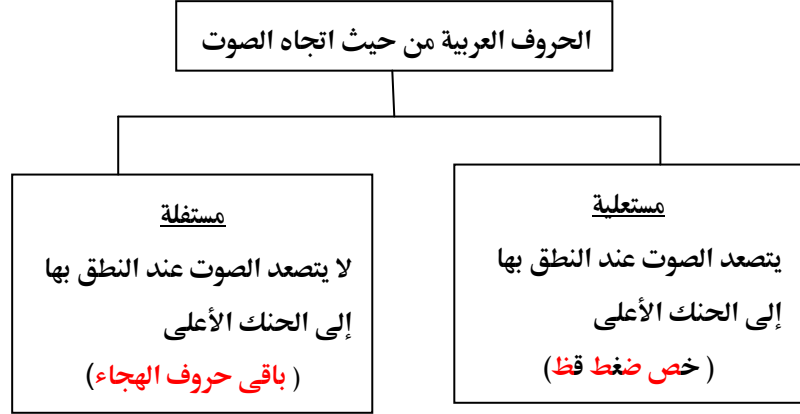 الحروف العربية من حيث اتجاه الصوت
مستعلية
يتصعد الصوت عند النطق بها
إلى الحنك الأعلى
( خص ضغط قظ)
مستفلة
لا يتصعد الصوت عند النطق بها
إلى الحنك الأعلى
( باقى حروف الهجاء)